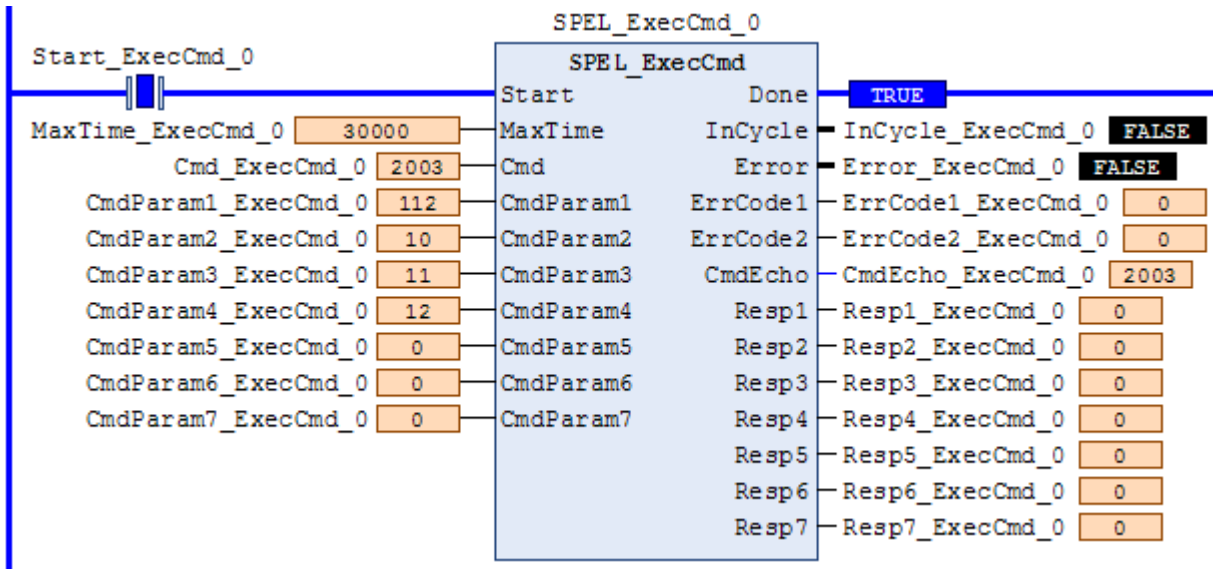 SPEL_ExecCmd_0
Start_ExecCmd_0
SPEL_ExecCmd
Start Done TRUE
MaxTime_ExecCmd_0 30000 MaxTime InCycle InCycle_ExecCmd_0 FALSE
Cmd_ExecCmd_0 2003 Cmd Error Error_ExecCmd_0 FALSE
CmdParam1_ExecCmd_0 112 CmdParam1 ErrCode1 ErrCode1_ExecCmd_0 0
CmdParam2_ExecCmd_0 10 CmdParam2 ErrCode2 ErrCode2_ExecCmd_0 0
CmdParam3_ExecCmd_0 11 CmdParam3 CmdEcho CmdEcho_ExecCmd_0 2003
CmdParam4_ExecCmd_0 12 CmdParam4 Resp1 Resp1_ExecCmd_0 0
CmdParam5_ExecCmd_0 0 CmdParam5 Resp2 Resp2_ExecCmd_0 0
CmdParam6_ExecCmd_0 0 CmdParam6 Resp3 Resp3_ExecCmd_0 0
CmdParam7_ExecCmd_0 0 CmdParam7 Resp4 Resp4_ExecCmd_0 0
Resp5 Resp5_ExecCmd_0 0
Resp6 Resp6_ExecCmd_0 0
Resp7 Resp7_ExecCmd_0 0